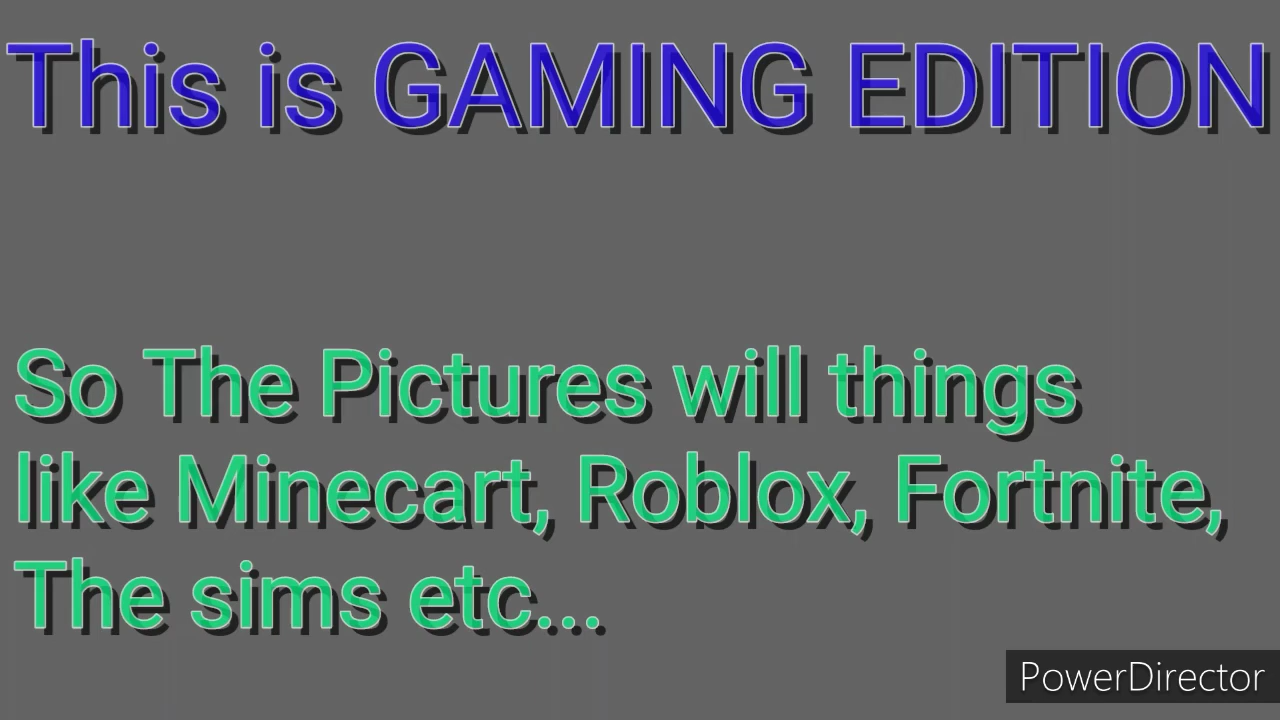 This is GAMING EDITION
So The Pictures will things
like Minecart, Roblox, Fortnite,
The sims etc...
PowerDirector